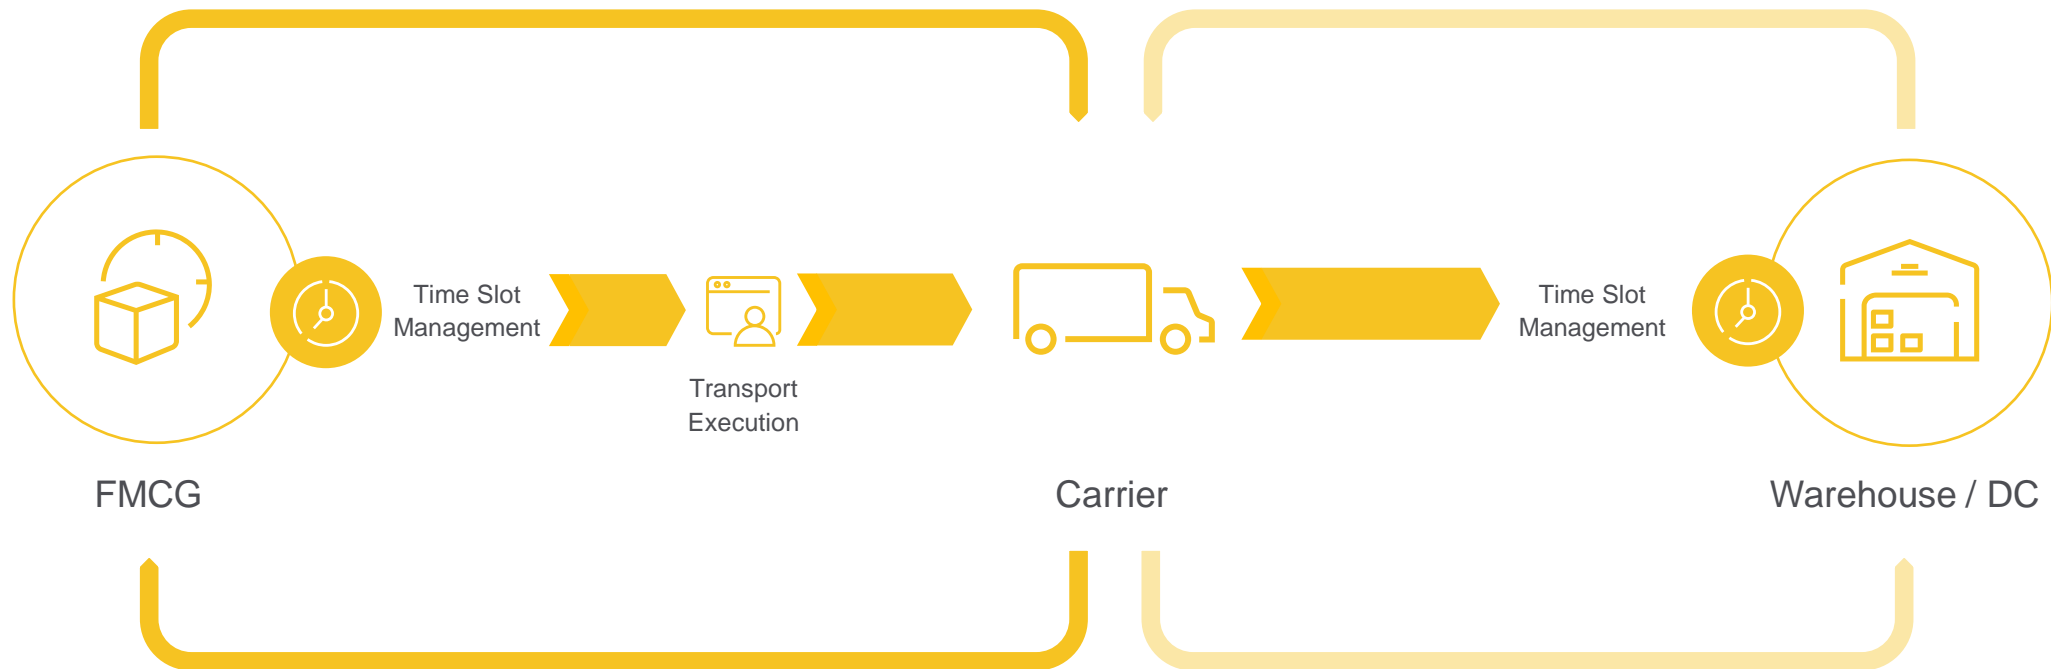 Time Slot
Management
Transport
Execution
Time Slot
Management
FMCG
Carrier
Warehouse / DC